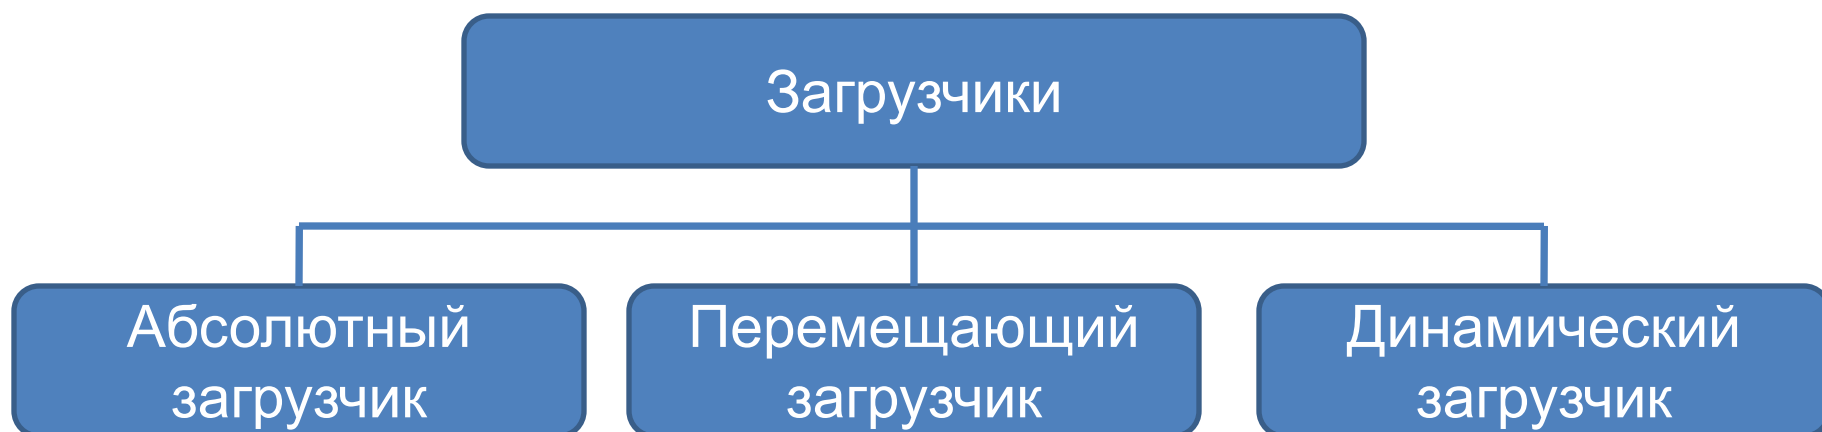 Загрузчики
Абсолютный
загрузчик
Перемещающий
загрузчик
Динамический
загрузчик